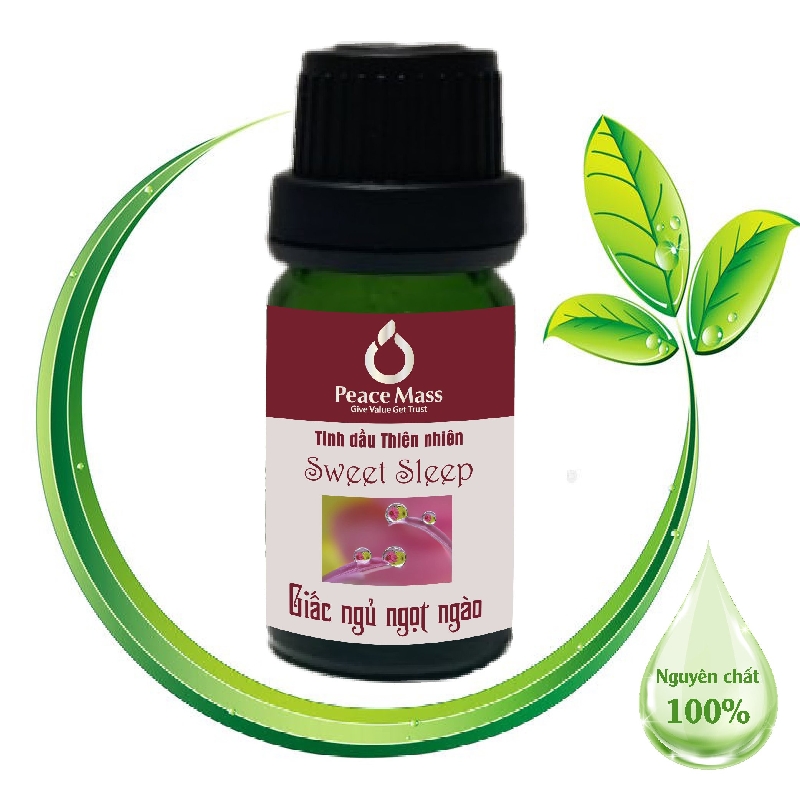 Peace Mass
Give Value Get Trust
Tinh dầu Thiên nhiên
Sweet Sleep
Giấc ngủ ngọt ngào
Nguyên chất
100%